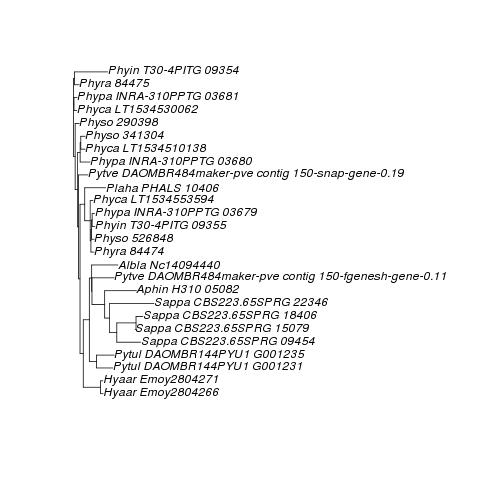 Phyin T30-4PITG 09354
Phyra 84475
Phypa INRA-310PPTG 03681
Phyca LT1534530062
Physo 290398
Physo 341304
Phyca LT1534510138
Phypa INRA-310PPTG 03680
Pytve DAOMBR484maker-pve contig 150-snap-gene-0.19
Plaha PHALS 10406
Phyca LT1534553594
Phypa INRA-310PPTG 03679
Phyin T30-4PITG 09355
Physo 526848
Phyra 84474
Albla Nc14094440
Pytve DAOMBR484maker-pve contig 150-fgenesh-gene-0.11
Aphin H310 05082
Sappa CBS223.65SPRG 22346
Sappa CBS223.65SPRG 18406
Sappa CBS223.65SPRG 15079
Sappa CBS223.65SPRG 09454
Pytul DAOMBR144PYU1 G001235
Pytul DAOMBR144PYU1 G001231
Hyaar Emoy2804271
Hyaar Emoy2804266